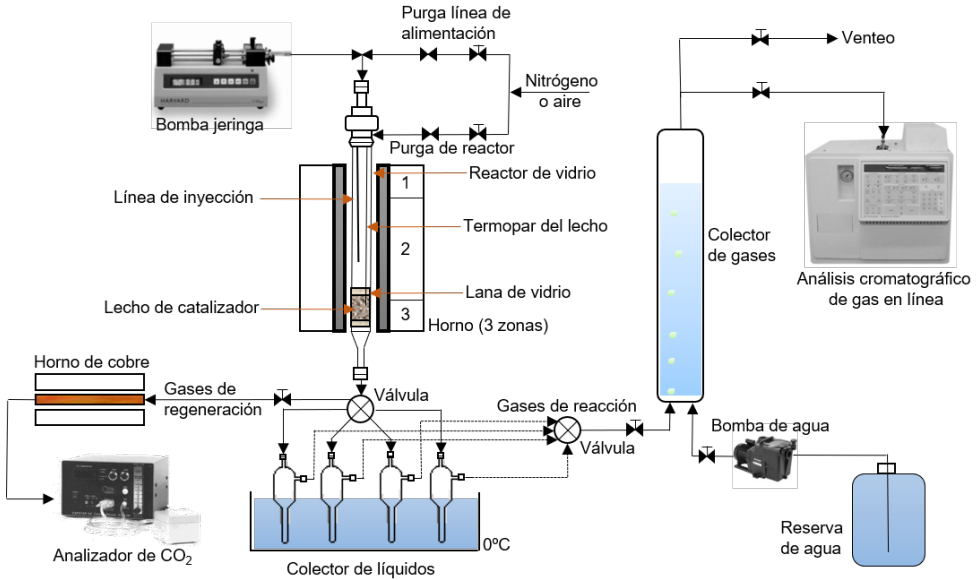 Purga línea de
alimentación
Venteo
Nitrógeno
o aire
HARVARD
Bomba jeringa
Purga de reactor
1
Reactor de vidrio
Línea de inyección
Termopar del lecho
2
Colector
de gases
Análisis cromatográfico
de gas en línea
Lana de vidrio
Lecho de catalizador
3
Horno (3 zonas)
Horno de cobre
Gases de
regeneración
Válvula
Gases de reacción
Válvula
Bomba de agua
Analizador de CO₂
0ºC
Colector de líquidos
Reserva
de agua